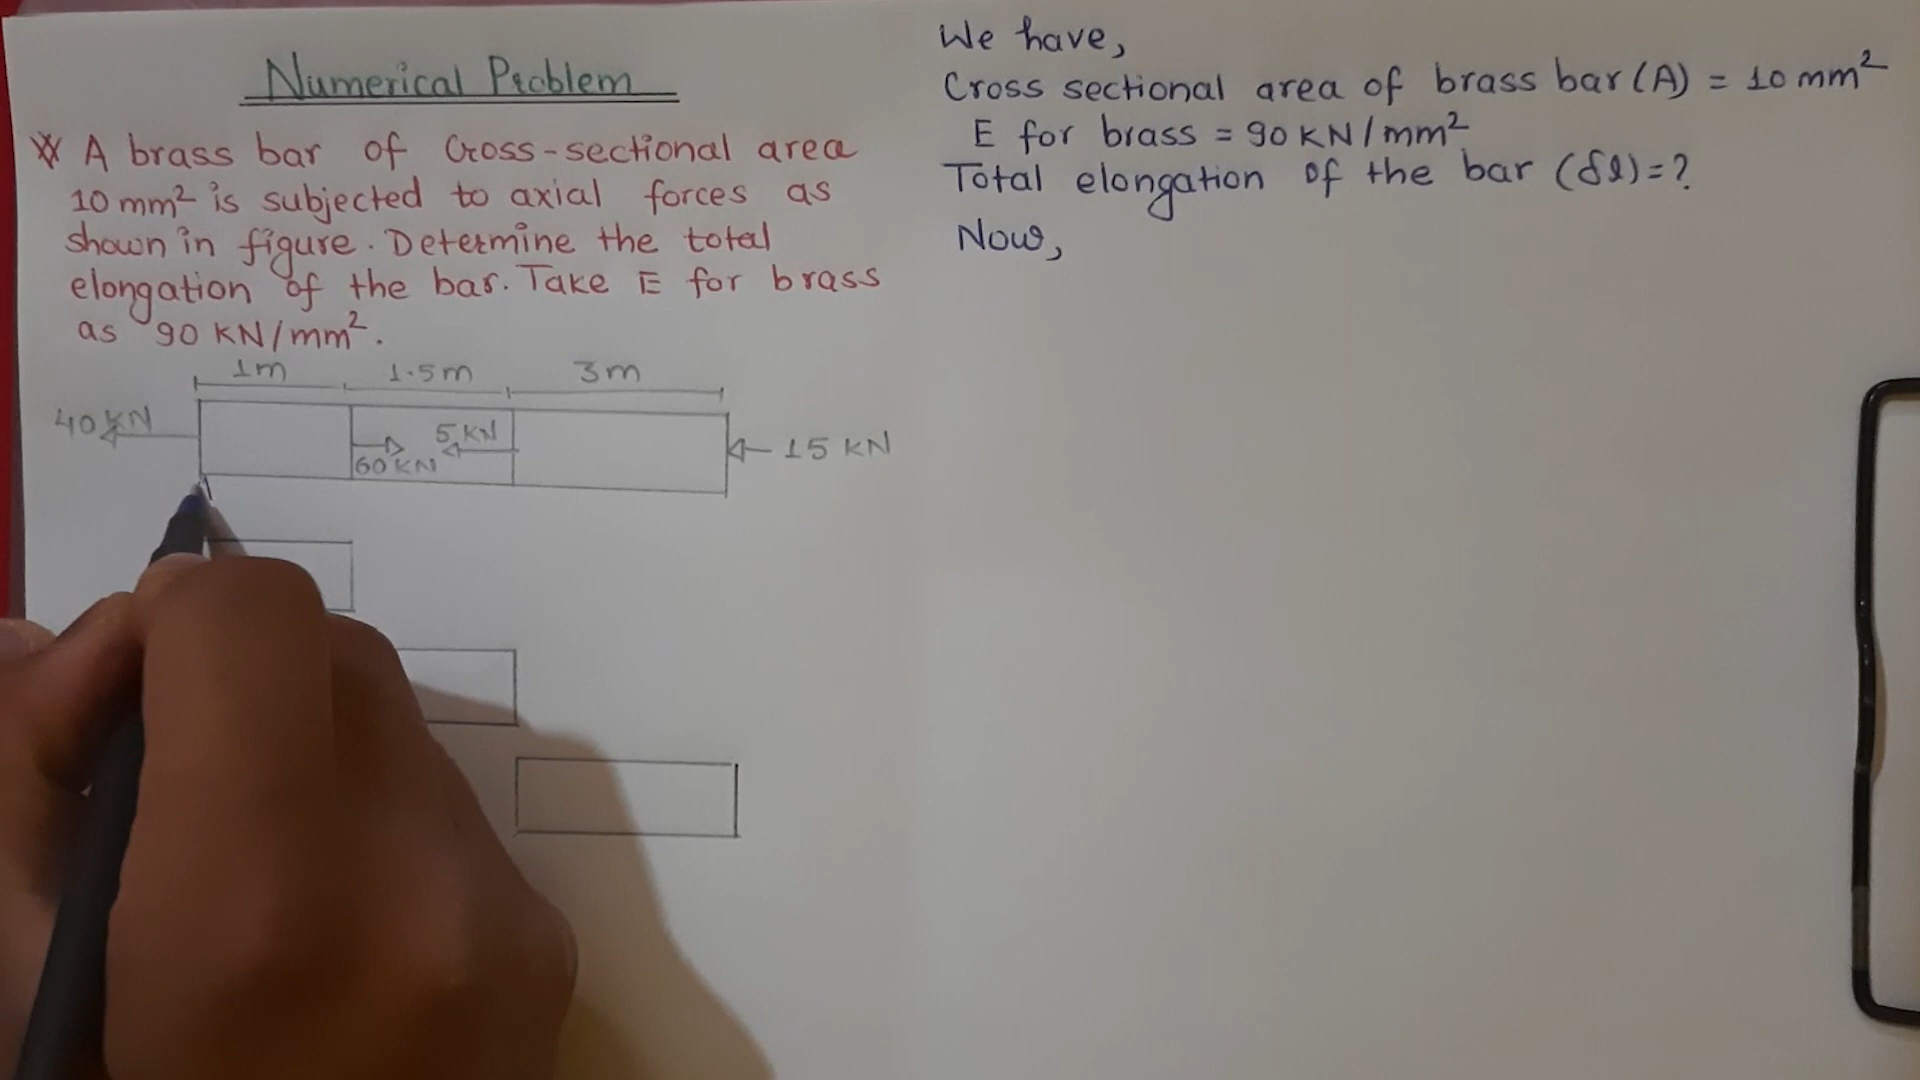 Numerical Problem
※ A brass bar of Cross-sectional area
10 mm² is subjected to axial forces as
shown in figure. Determine the total
elongation of the bar. Take E for brass
as 90 KN/mm².
1m 1.5m 3m
40 KN
5 KN
60 KN
15 KN
We have,
Cross sectional area of brass bar (A) = 10 mm²
E for brass = 90 KN/mm²
Total elongation of the bar (δl) = ?
Now,